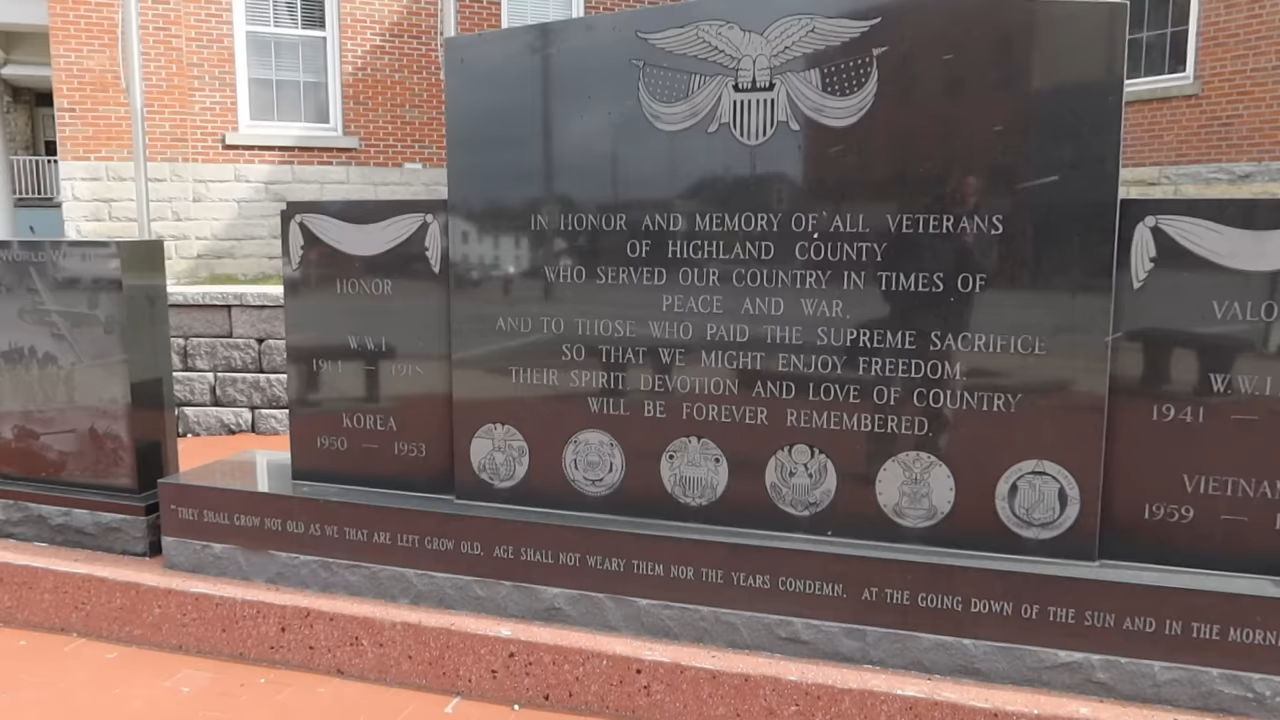 WORLD WAR II
HONOR
W.W.I
1914 — 1918
KOREA
1950 — 1953
IN HONOR AND MEMORY OF ALL VETERANS
OF HIGHLAND COUNTY
WHO SERVED OUR COUNTRY IN TIMES OF
PEACE AND WAR,
AND TO THOSE WHO PAID THE SUPREME SACRIFICE
SO THAT WE MIGHT ENJOY FREEDOM.
THEIR SPIRIT, DEVOTION AND LOVE OF COUNTRY
WILL BE FOREVER REMEMBERED.
VALO
W.W.I
1941 —
VIETNA
1959 —
"THEY SHALL GROW NOT OLD AS WE THAT ARE LEFT GROW OLD. AGE SHALL NOT WEARY THEM NOR THE YEARS CONDEMN. AT THE GOING DOWN OF THE SUN AND IN THE MORN